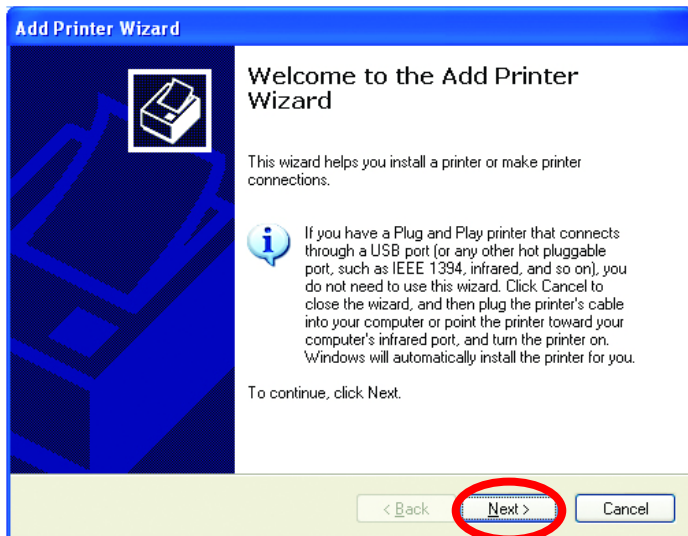 Add Printer Wizard
Welcome to the Add Printer
Wizard
This wizard helps you install a printer or make printer
connections.
If you have a Plug and Play printer that connects
through a USB port (or any other hot pluggable
port, such as IEEE 1394, infrared, and so on), you
do not need to use this wizard. Click Cancel to
close the wizard, and then plug the printer's cable
into your computer or point the printer toward your
computer's infrared port, and turn the printer on.
Windows will automatically install the printer for you.
To continue, click Next.
< Back Next > Cancel